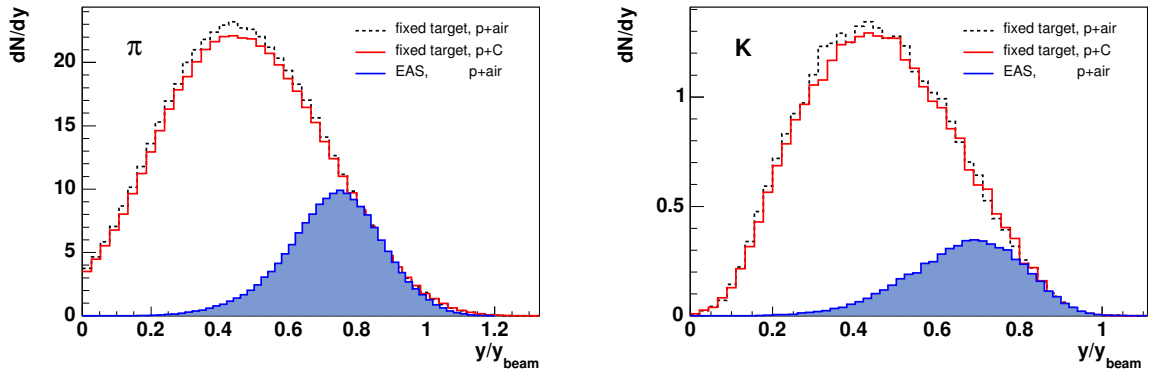 dN/dy
π
fixed target, p+air
fixed target, p+C
EAS, p+air
20
15
10
5
0
0 0.2 0.4 0.6 0.8 1 1.2
y/y_beam
dN/dy
K
fixed target, p+air
fixed target, p+C
EAS, p+air
1
0.5
0
0 0.2 0.4 0.6 0.8 1
y/y_beam